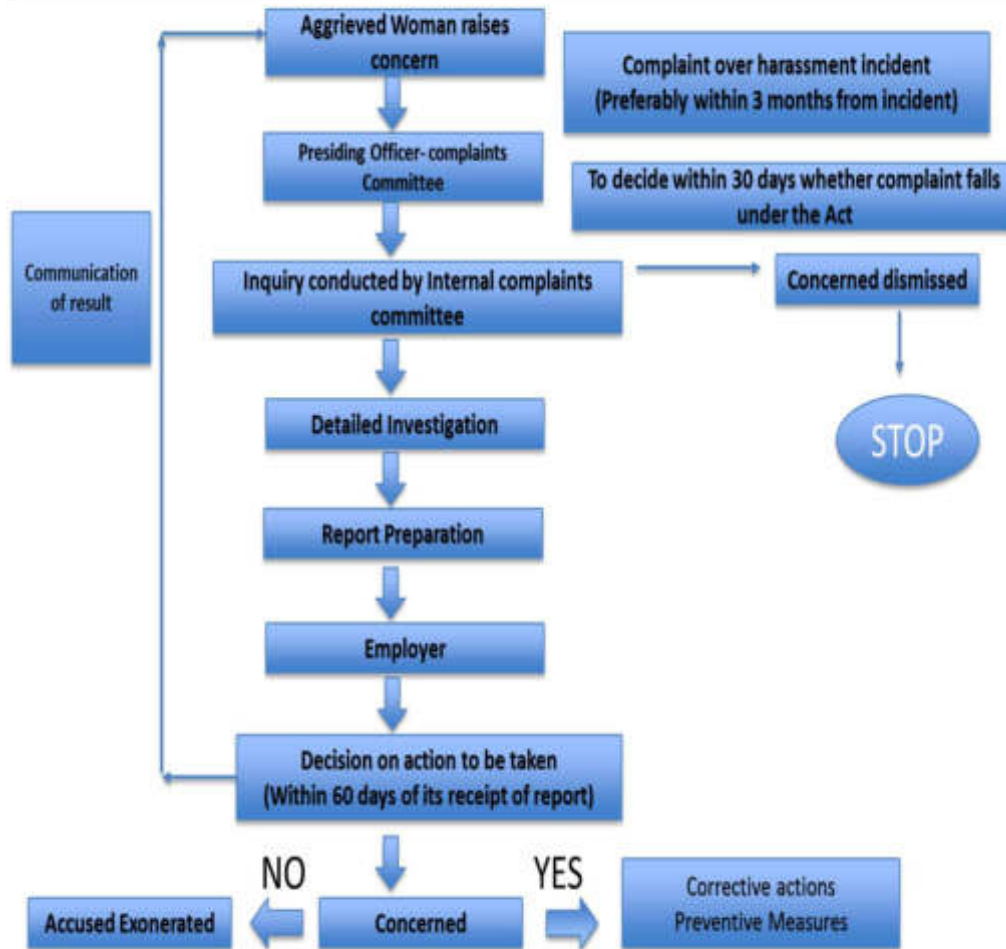 Aggrieved Woman raises
concern
Complaint over harassment incident
(Preferably within 3 months from incident)
Presiding Officer- complaints
Committee
To decide within 30 days whether complaint falls
under the Act
Communication
of result
Inquiry conducted by Internal complaints
committee
Concerned dismissed
Detailed Investigation
STOP
Report Preparation
Employer
Decision on action to be taken
(Within 60 days of its receipt of report)
NO
YES
Accused Exonerated
Concerned
Corrective actions
Preventive Measures